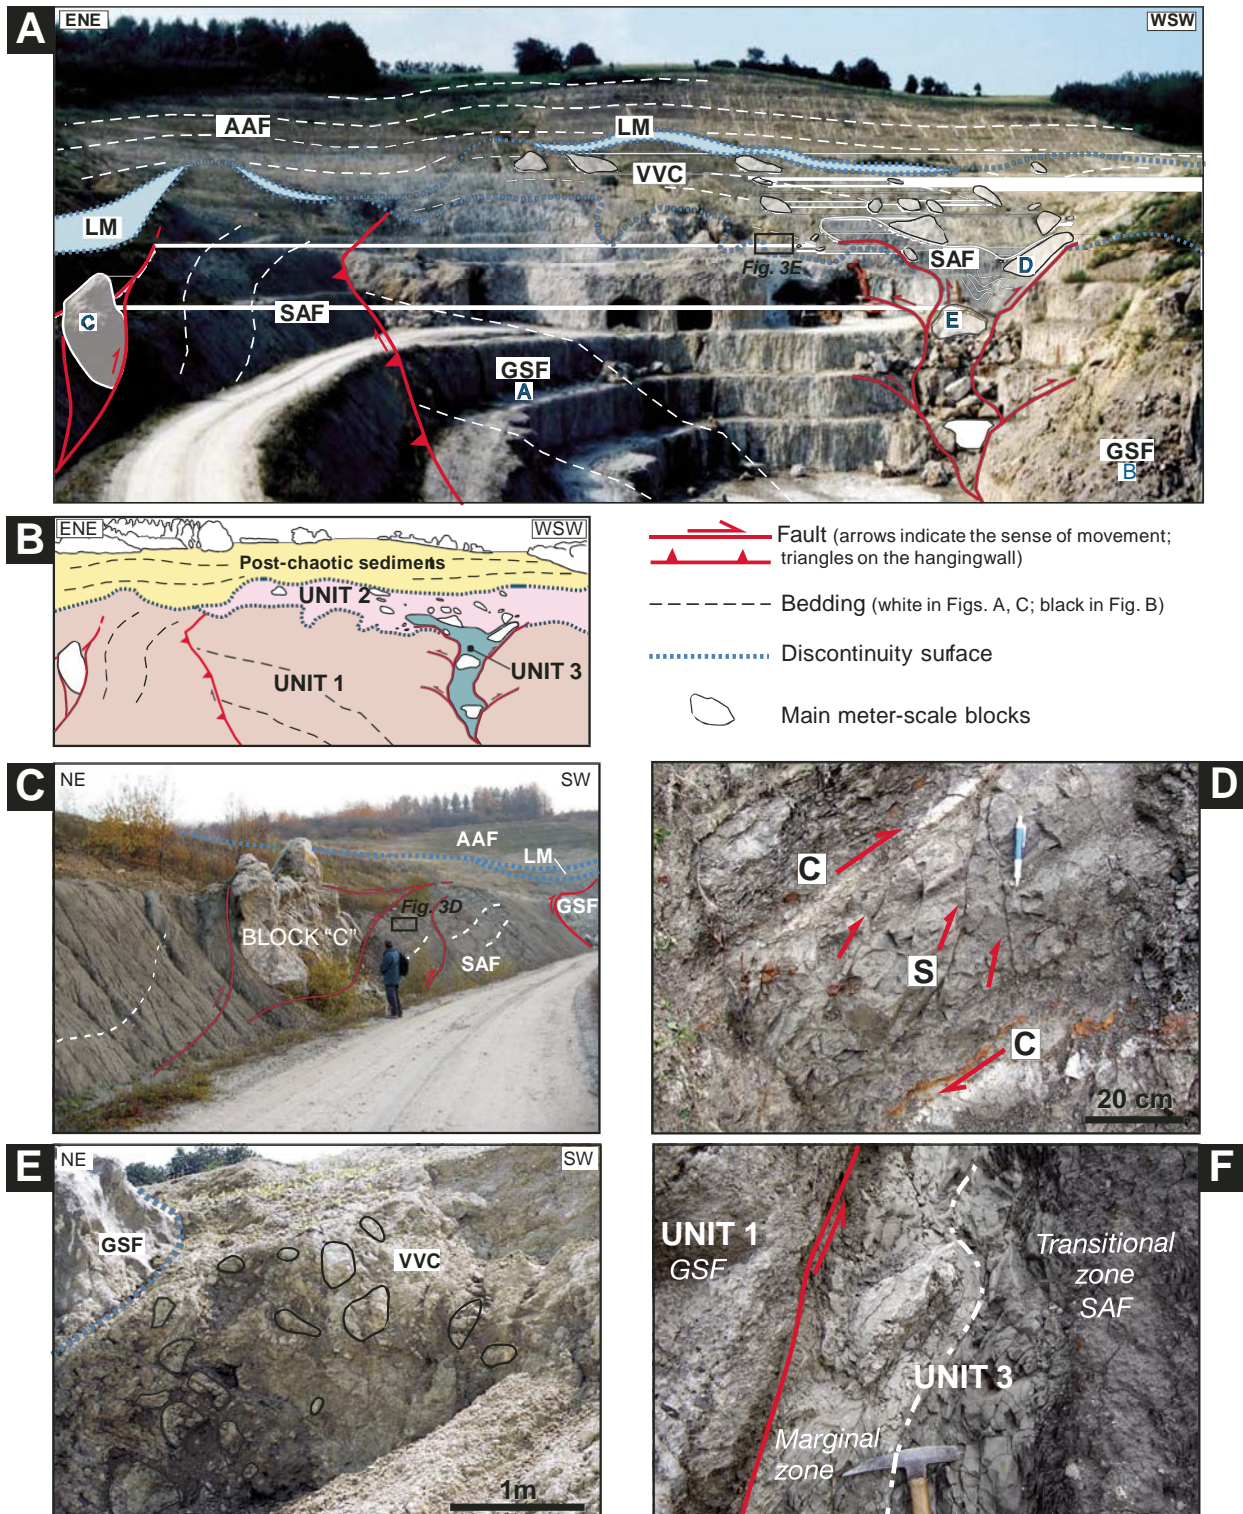 A
ENE
WSW
AAF
LM
VVC
LM
Fig. 3E
SAF
D
C
SAF
E
GSF
A
GSF
B
B
ENE
WSW
Post-chaotic sediments
UNIT 2
UNIT 3
UNIT 1
Fault (arrows indicate the sense of movement;
triangles on the hangingwall)
Bedding (white in Figs. A, C; black in Fig. B)
Discontinuity surface
Main meter-scale blocks
C
NE
SW
AAF
LM
Fig. 3D
GSF
BLOCK “C”
SAF
D
C
S
C
20 cm
E
NE
SW
GSF
VVC
1m
F
UNIT 1
GSF
Transitional
zone
SAF
UNIT 3
Marginal
zone